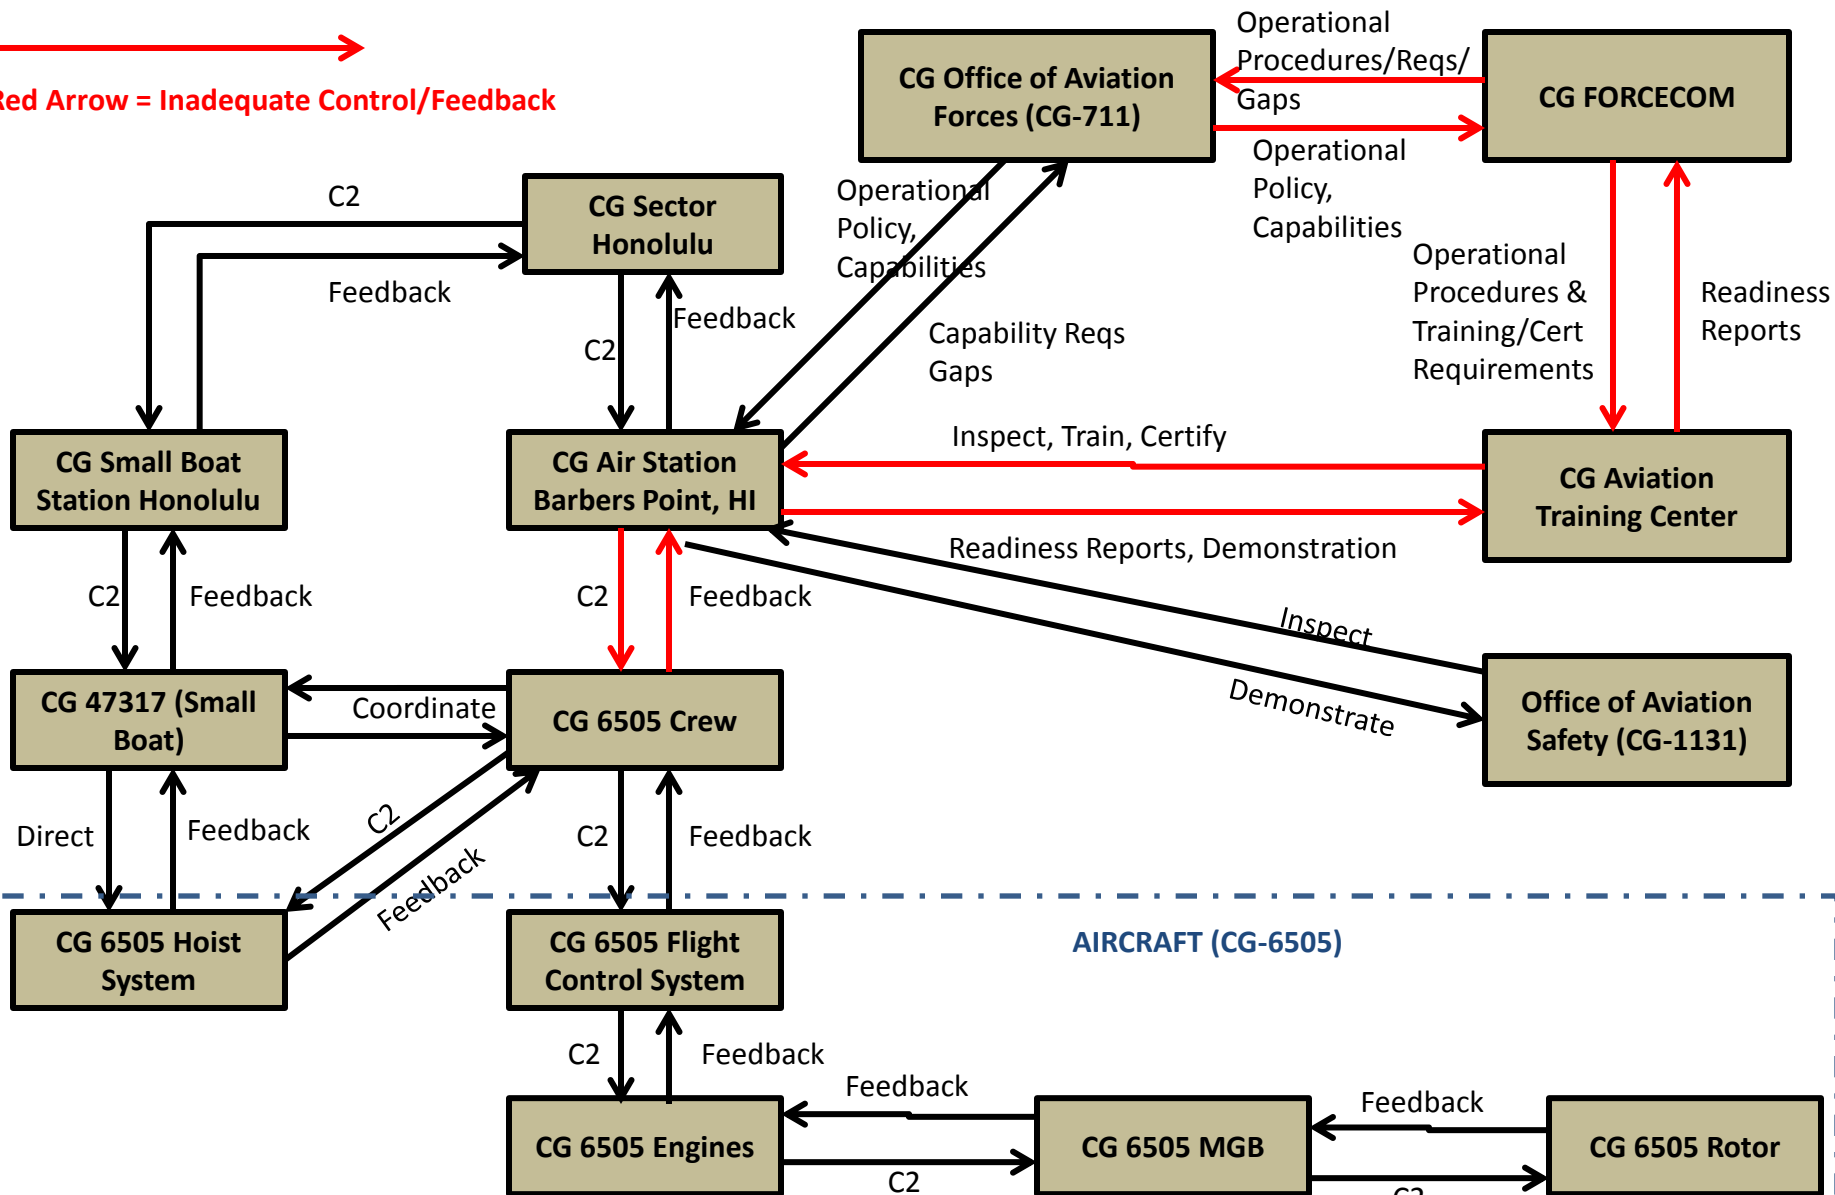 Red Arrow = Inadequate Control/Feedback
CG Office of Aviation
Forces (CG-711)
Operational
Procedures/Reqs/
Gaps
CG FORCECOM
Operational
Policy,
Capabilities
C2
CG Sector
Honolulu
Feedback
Operational
Policy,
Capabilities
Operational
Procedures &
Training/Cert
Requirements
Readiness
Reports
C2
Feedback
Capability Reqs
Gaps
CG Small Boat
Station Honolulu
CG Air Station
Barbers Point, HI
Inspect, Train, Certify
CG Aviation
Training Center
Readiness Reports, Demonstration
C2
Feedback
C2
Feedback
Inspect
Demonstrate
CG 47317 (Small
Boat)
Coordinate
CG 6505 Crew
Office of Aviation
Safety (CG-1131)
Direct
Feedback
C2
Feedback
C2
Feedback
CG 6505 Hoist
System
CG 6505 Flight
Control System
AIRCRAFT (CG-6505)
C2
Feedback
Feedback
Feedback
CG 6505 Engines
CG 6505 MGB
CG 6505 Rotor
C2
C2